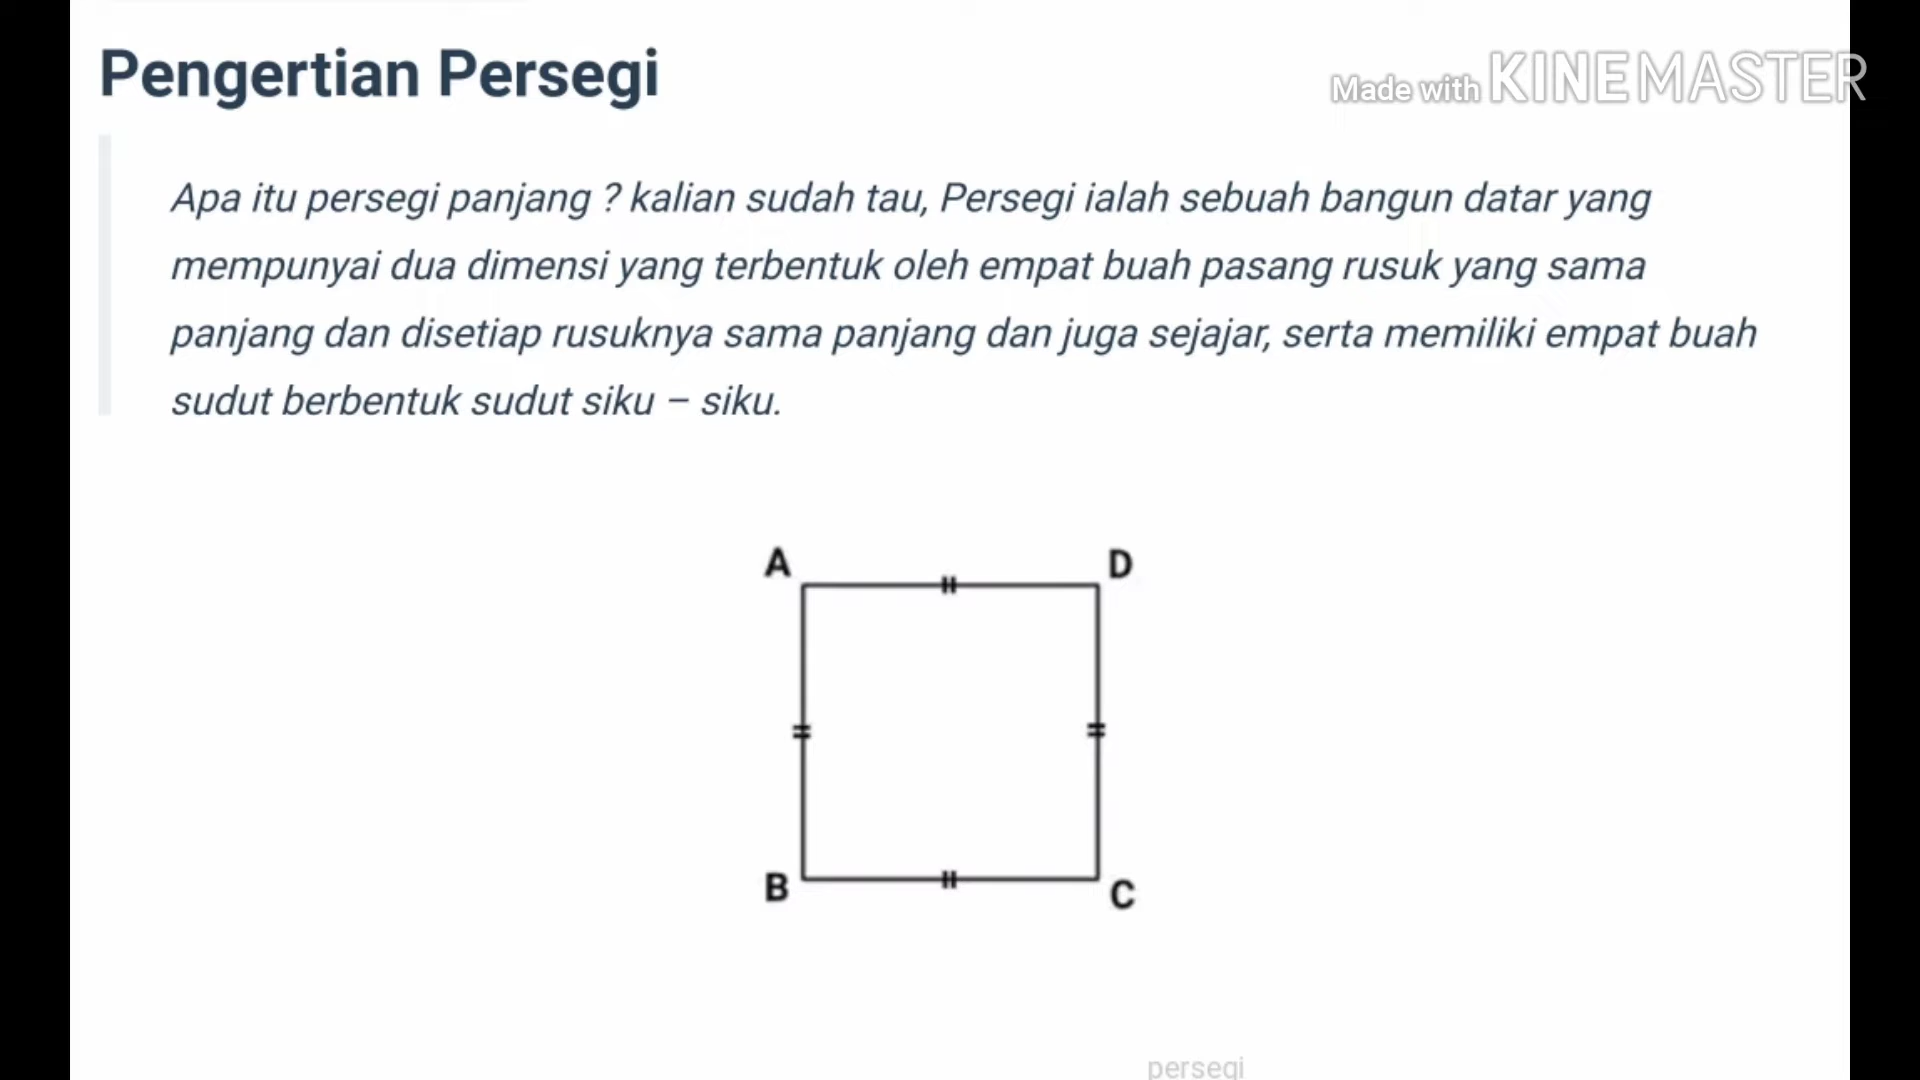 Pengertian Persegi
Made with KINEMASTER
Apa itu persegi panjang ? kalian sudah tau, Persegi ialah sebuah bangun datar yang
mempunyai dua dimensi yang terbentuk oleh empat buah pasang rusuk yang sama
panjang dan disetiap rusuknya sama panjang dan juga sejajar, serta memiliki empat buah
sudut berbentuk sudut siku – siku.
A D
B C
persegi